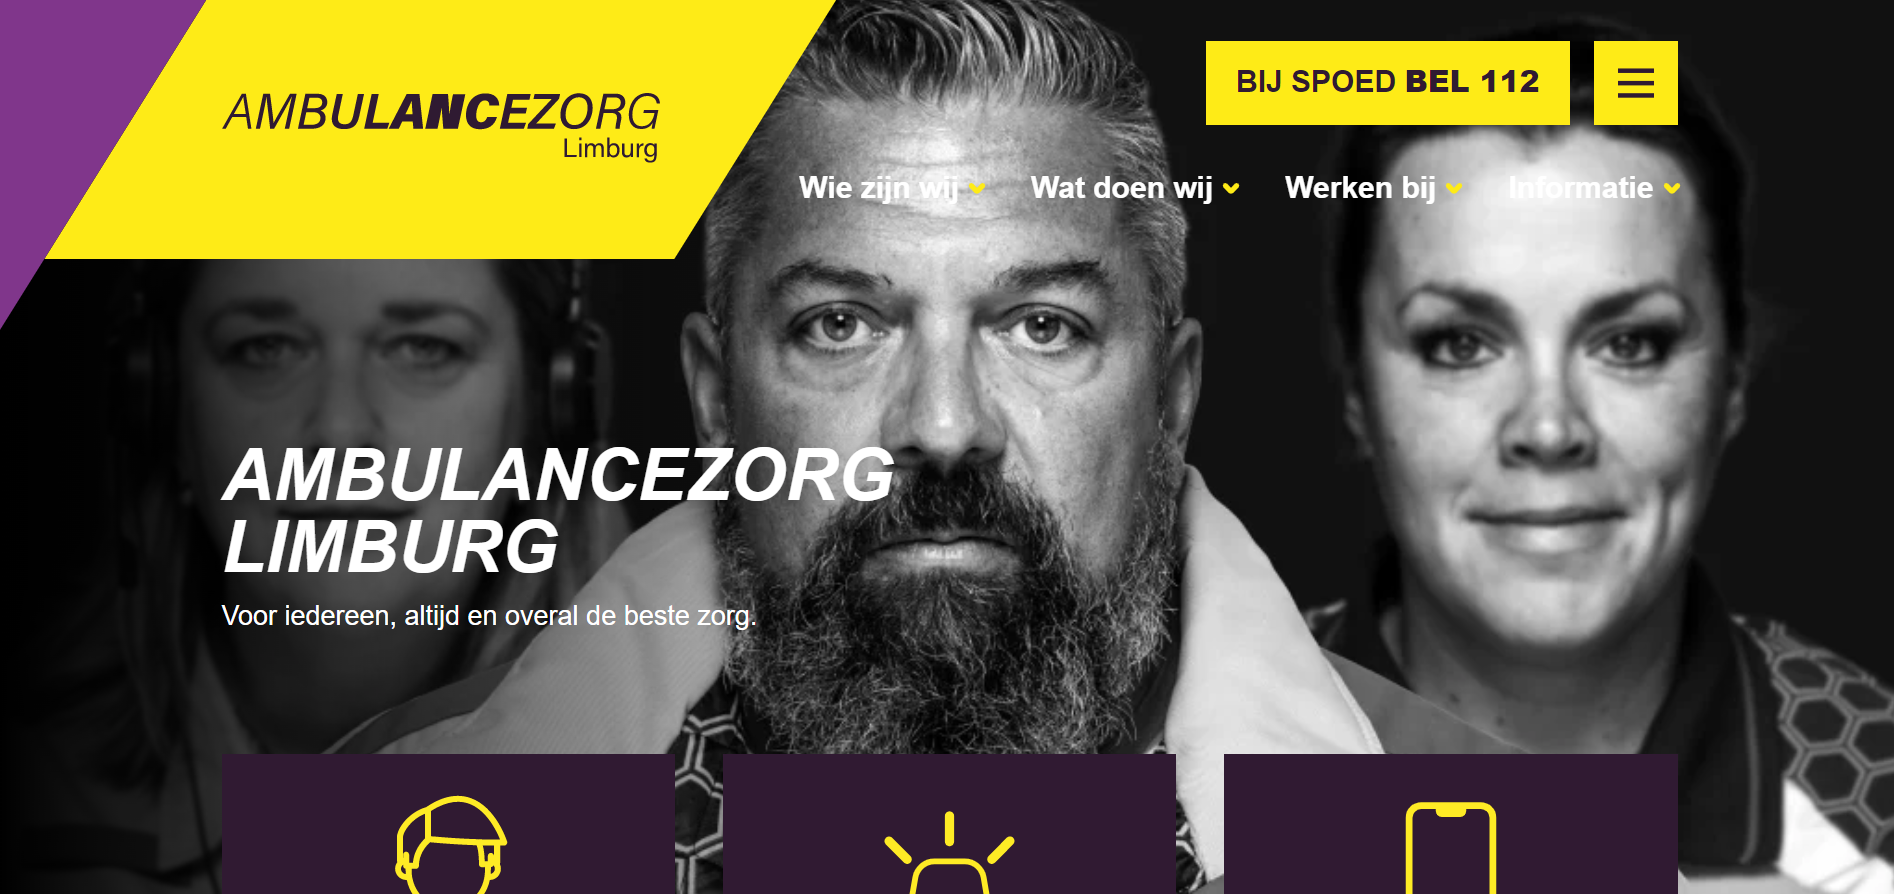 AMBULANCEZORG
Limburg
BIJ SPOED BEL 112
Wie zijn wij
Wat doen wij
Werken bij
Informatie
AMBULANCEZORG
LIMBURG
Voor iedereen, altijd en overal de beste zorg.